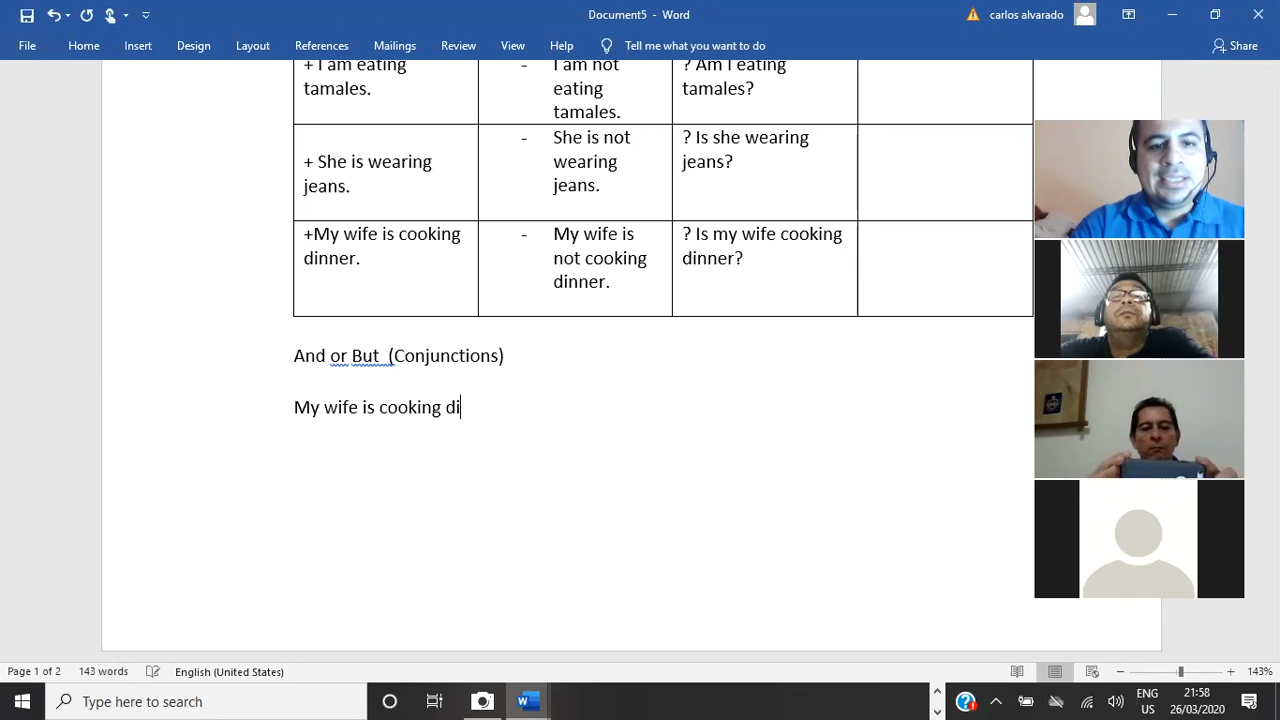 Document5 - Word
carlos alvarado
File Home Insert Design Layout References Mailings Review View Help Tell me what you want to do Share
+ I am eating tamales.
- I am not eating tamales.
? Am I eating tamales?
+ She is wearing jeans.
- She is not wearing jeans.
? Is she wearing jeans?
+My wife is cooking dinner.
- My wife is not cooking dinner.
? Is my wife cooking dinner?
And or But (Conjunctions)
My wife is cooking di
Page 1 of 2 143 words English (United States) 143%
Type here to search
ENG
US
21:58
26/03/2020